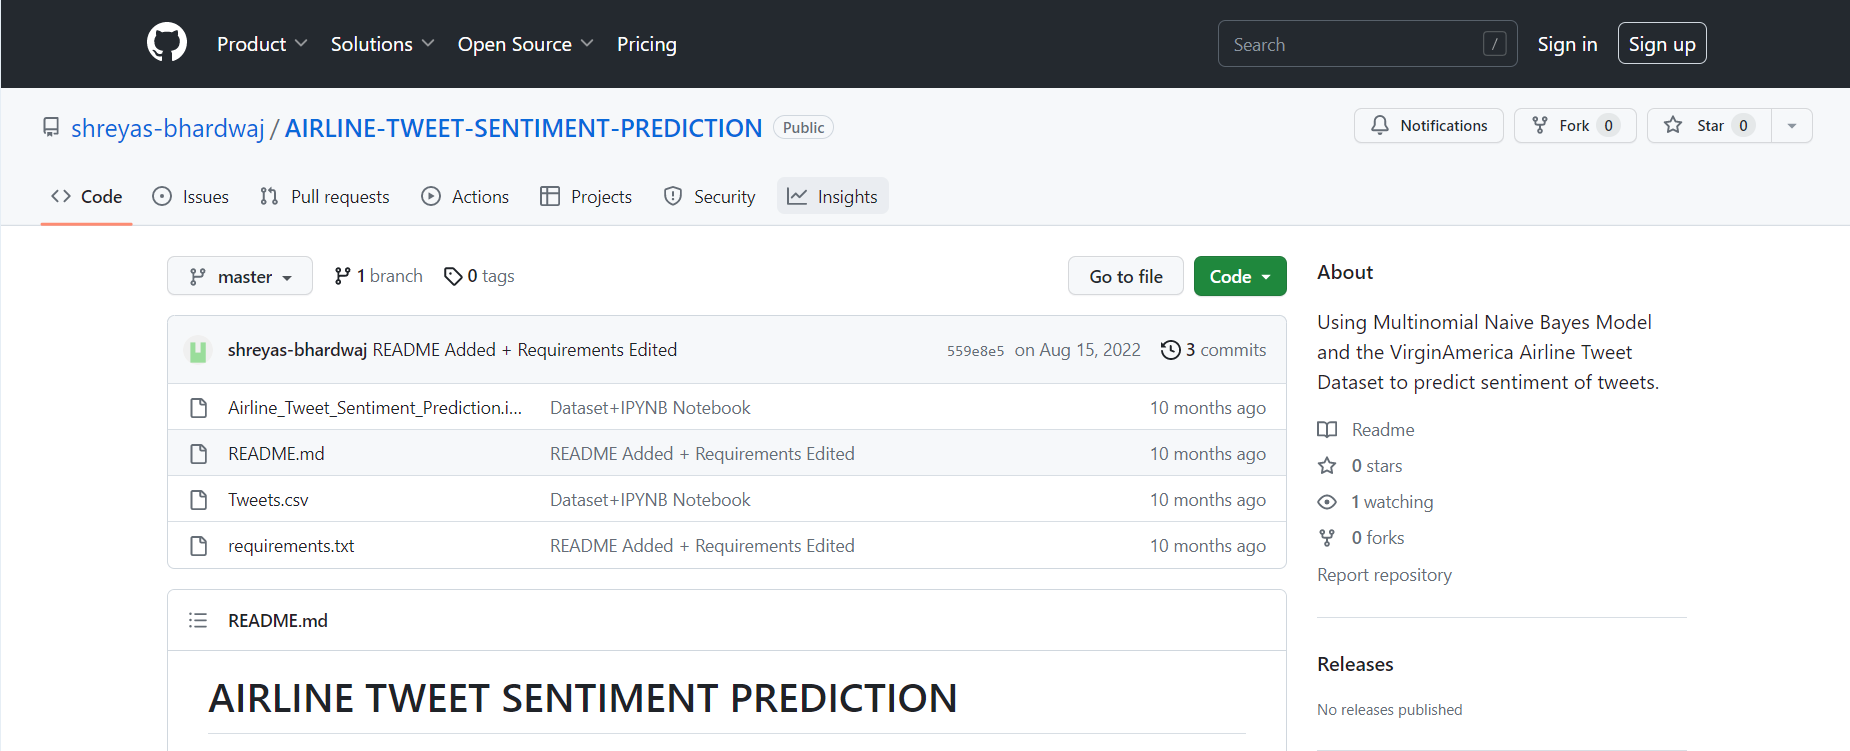 Product Solutions Open Source Pricing Search / Sign in Sign up
shreyas-bhardwaj / AIRLINE-TWEET-SENTIMENT-PREDICTION Public Notifications Fork 0 Star 0
Code Issues Pull requests Actions Projects Security Insights
master 1 branch 0 tags Go to file Code
shreyas-bhardwaj README Added + Requirements Edited 559e8e5 on Aug 15, 2022 3 commits
Airline_Tweet_Sentiment_Prediction.i... Dataset+IPYNB Notebook 10 months ago
README.md README Added + Requirements Edited 10 months ago
Tweets.csv Dataset+IPYNB Notebook 10 months ago
requirements.txt README Added + Requirements Edited 10 months ago
README.md
AIRLINE TWEET SENTIMENT PREDICTION
About
Using Multinomial Naive Bayes Model
and the VirginAmerica Airline Tweet
Dataset to predict sentiment of tweets.
Readme
0 stars
1 watching
0 forks
Report repository
Releases
No releases published